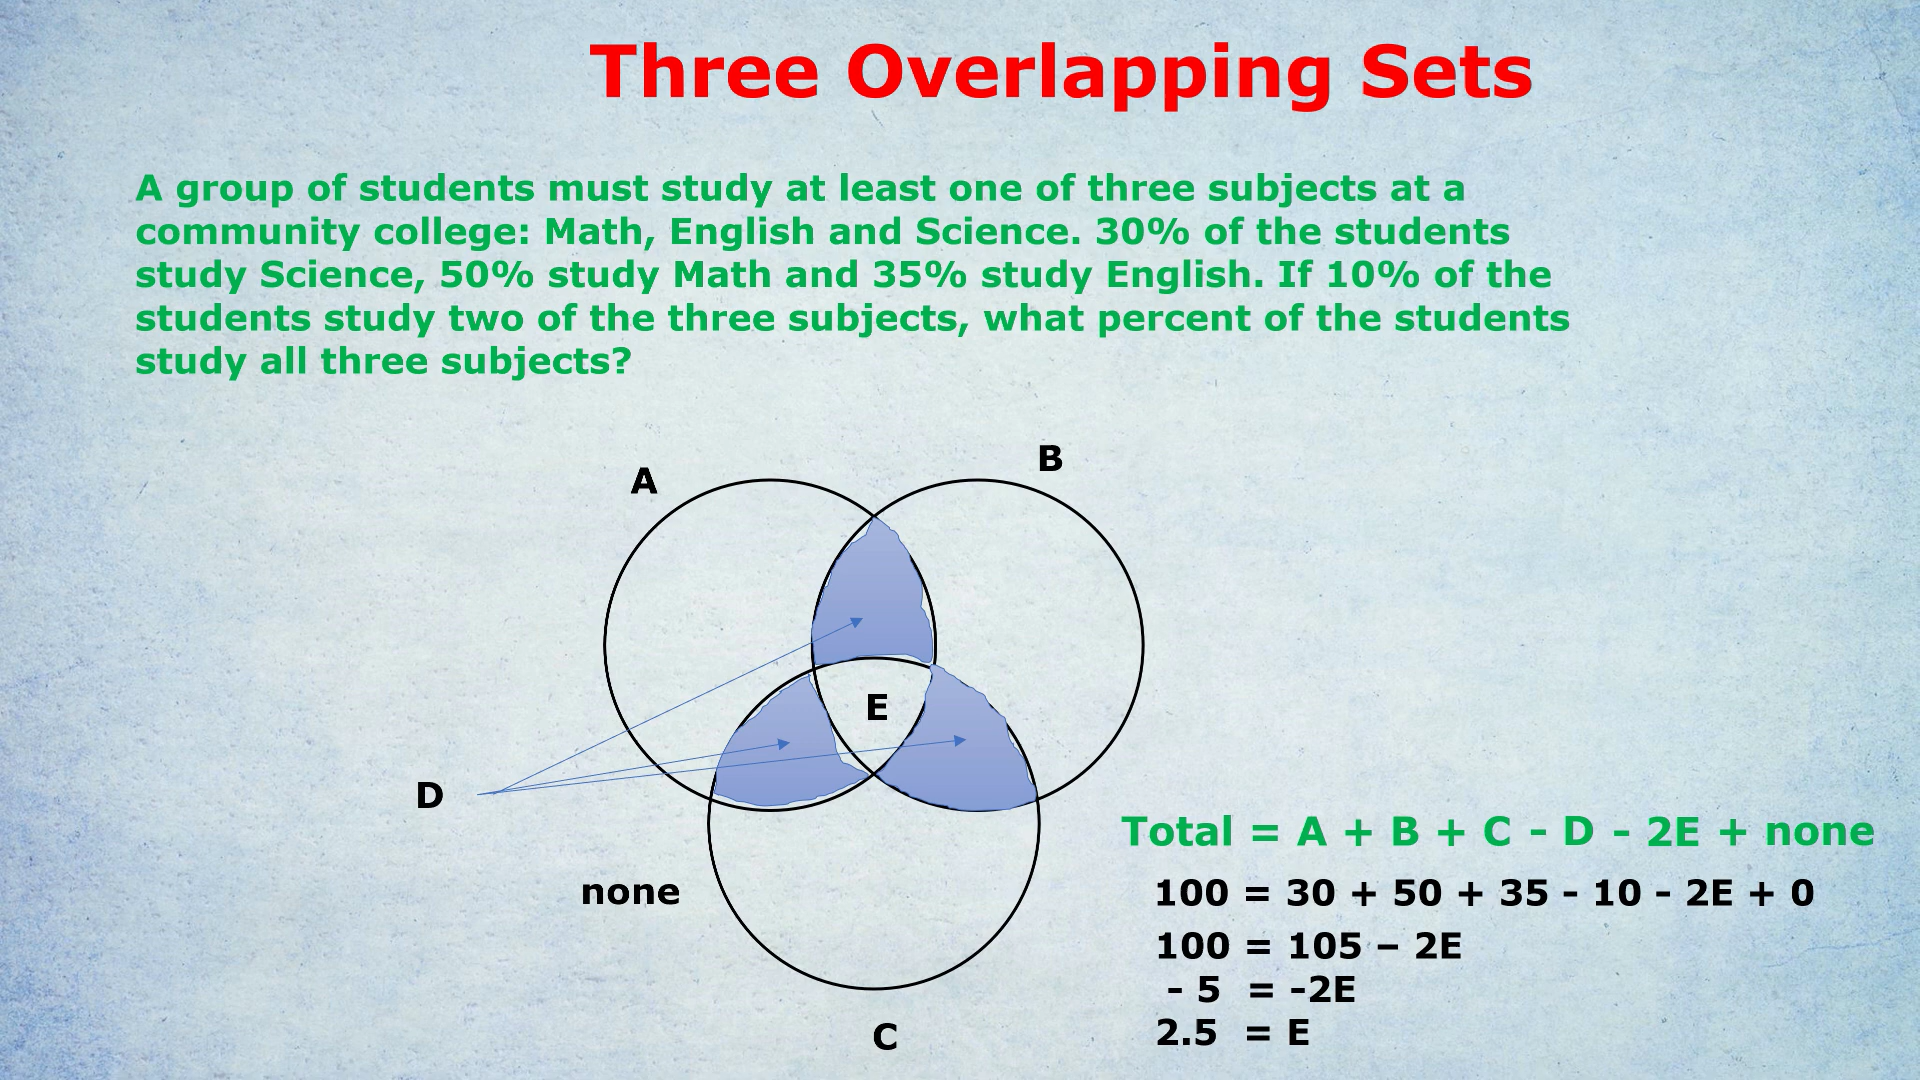 Three Overlapping Sets
A group of students must study at least one of three subjects at a
community college: Math, English and Science. 30% of the students
study Science, 50% study Math and 35% study English. If 10% of the
students study two of the three subjects, what percent of the students
study all three subjects?
B
A
E
D
Total = A + B + C - D - 2E + none
none
100 = 30 + 50 + 35 - 10 - 2E + 0
100 = 105 – 2E
- 5 = -2E
2.5 = E
C